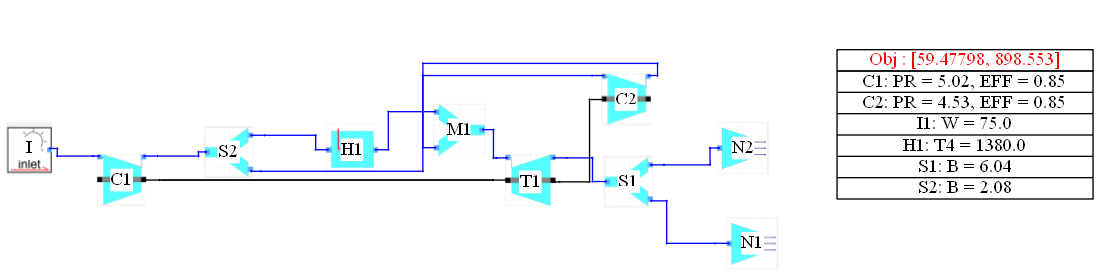 I
inlet
C1
S2
H1
M1
C2
T1
S1
N2
N1
Obj : [59.47798, 898.553]
C1: PR = 5.02, EFF = 0.85
C2: PR = 4.53, EFF = 0.85
I1: W = 75.0
H1: T4 = 1380.0
S1: B = 6.04
S2: B = 2.08